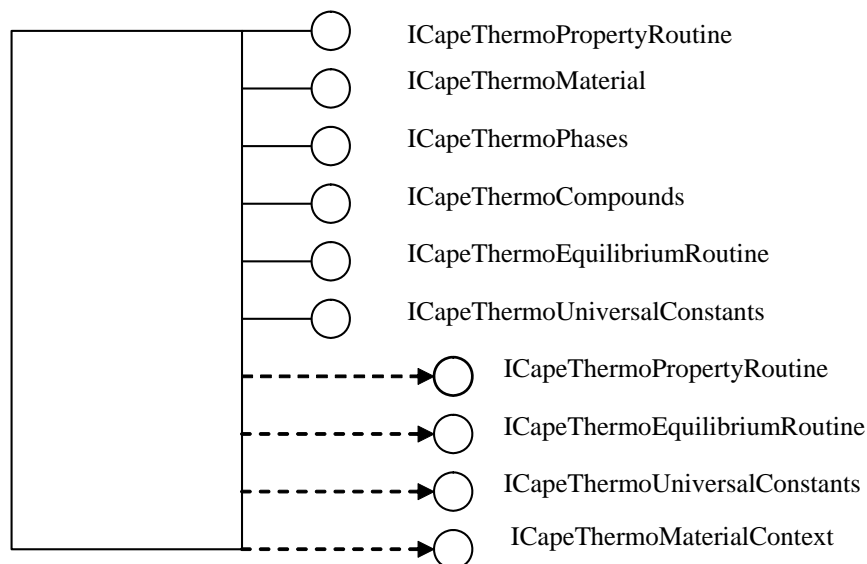 ICapeThermoPropertyRoutine
ICapeThermoMaterial
ICapeThermoPhases
ICapeThermoCompounds
ICapeThermoEquilibriumRoutine
ICapeThermoUniversalConstants
ICapeThermoPropertyRoutine
ICapeThermoEquilibriumRoutine
ICapeThermoUniversalConstants
ICapeThermoMaterialContext